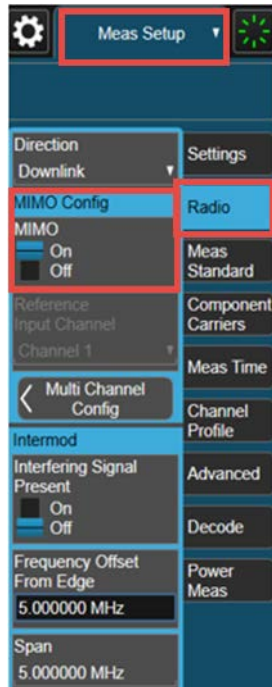 Meas Setup
Direction
Downlink
MIMO Config
MIMO
On
Off
Reference
Input Channel
Channel 1
Multi Channel
Config
Intermod
Interfering Signal
Present
On
Off
Frequency Offset
From Edge
5.000000 MHz
Span
5.000000 MHz
Settings
Radio
Meas
Standard
Component
Carriers
Meas Time
Channel
Profile
Advanced
Decode
Power
Meas